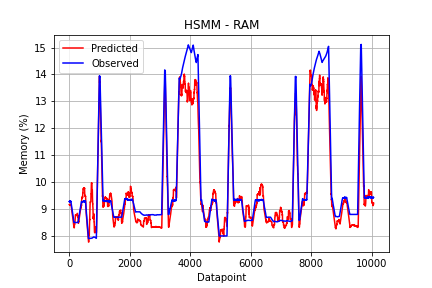 HSMM - RAM
Predicted
Observed
Memory (%)
15
14
13
12
11
10
9
8
0
2000
4000
6000
8000
10000
Datapoint